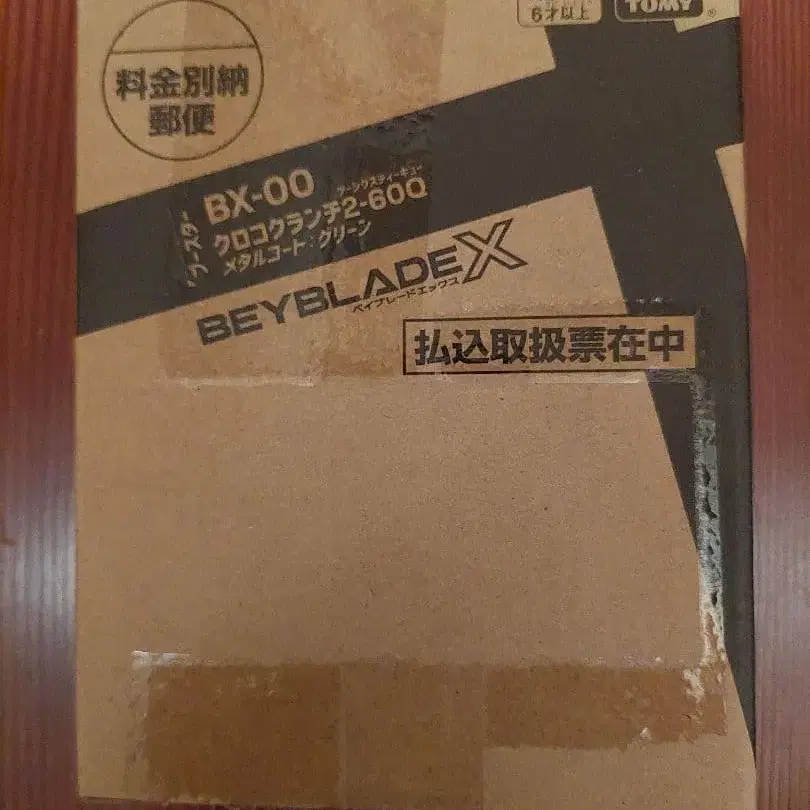 6才以上
TOMY
料金別納
郵便
ブースター
BX-00
クロコクランチ2-60Q
メタルコート：グリーン
BEYBLADE X
ベイブレードエックス
払込取扱票在中